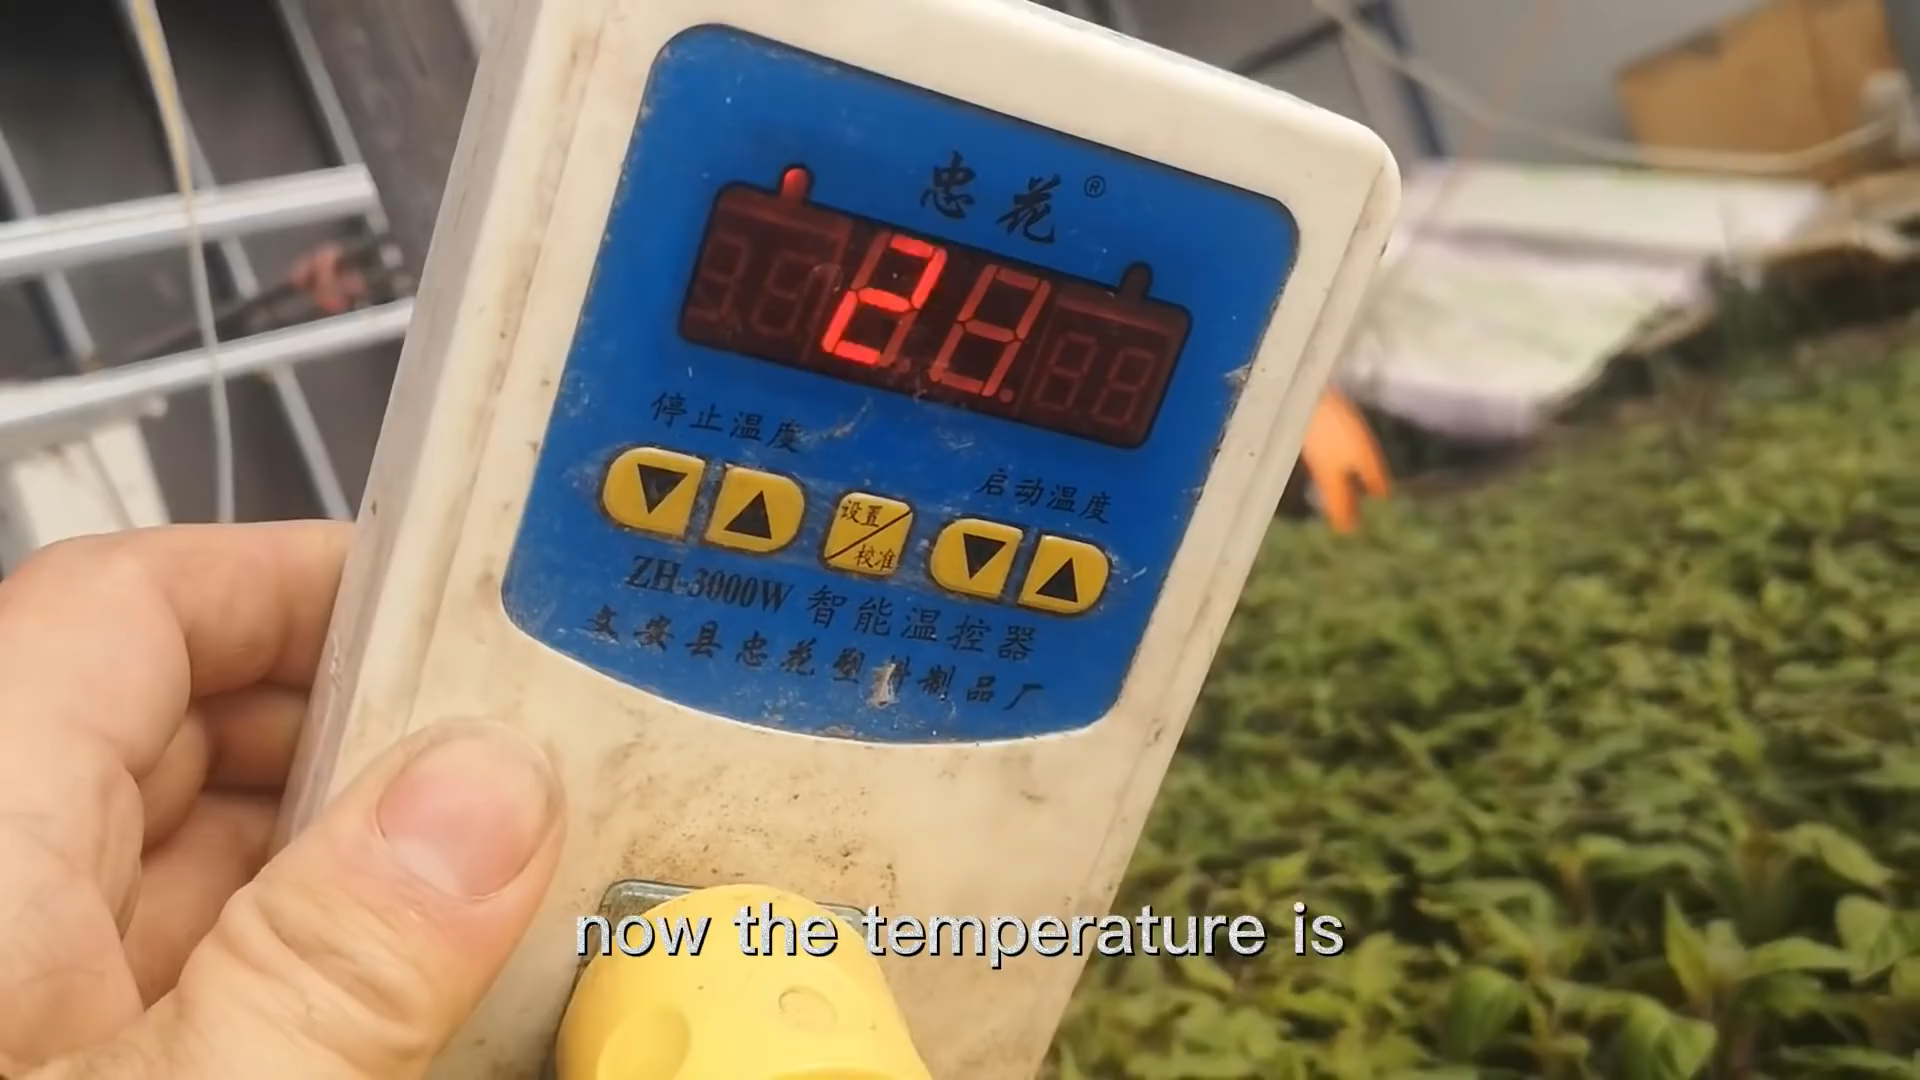 忠花®
28
停止温度
启动温度
设置
校准
ZH-3000W 智能温控器
文安县忠花塑料制品厂
now the temperature is